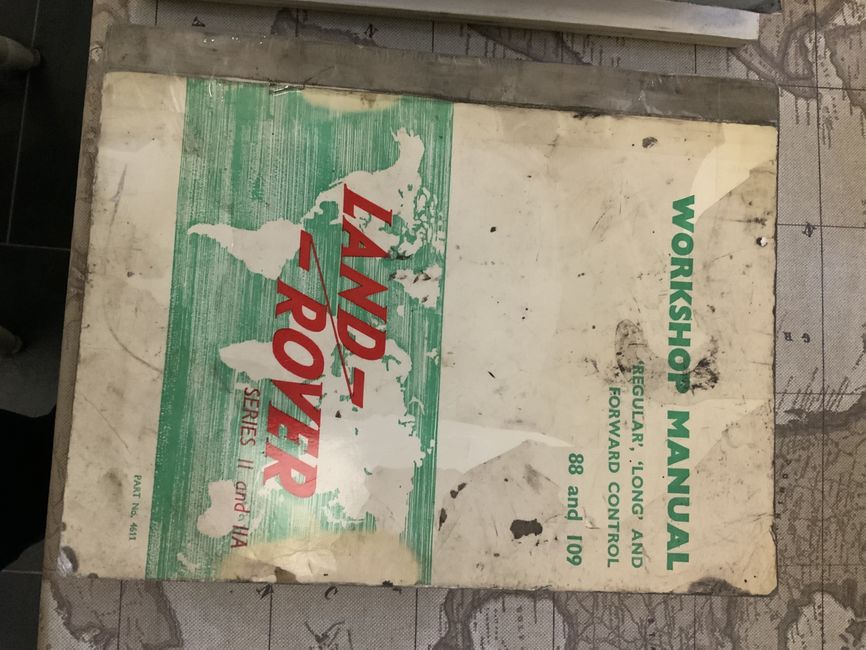 WORKSHOP MANUAL
'REGULAR', 'LONG' AND
FORWARD CONTROL
88 and 109
LAND-
-ROVER
SERIES II and IIA
PART No. 4611